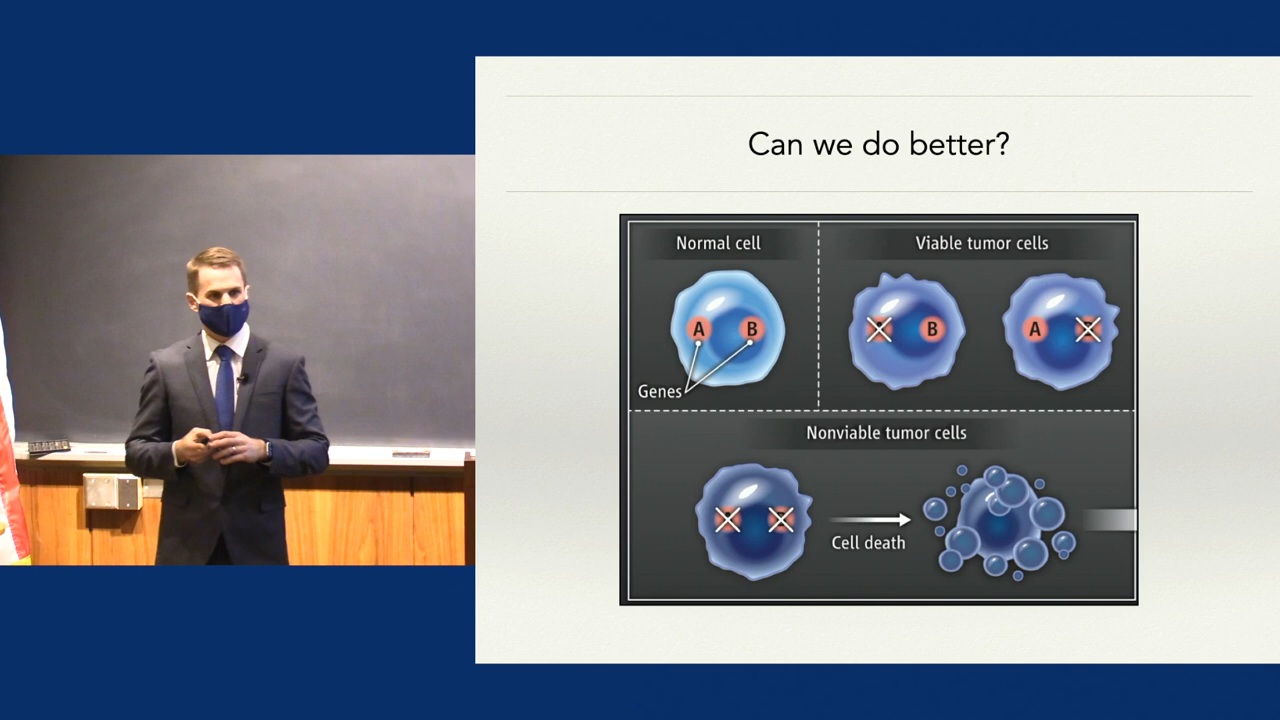 Can we do better?
Normal cell
A B
Genes
Viable tumor cells
B A
Nonviable tumor cells
Cell death